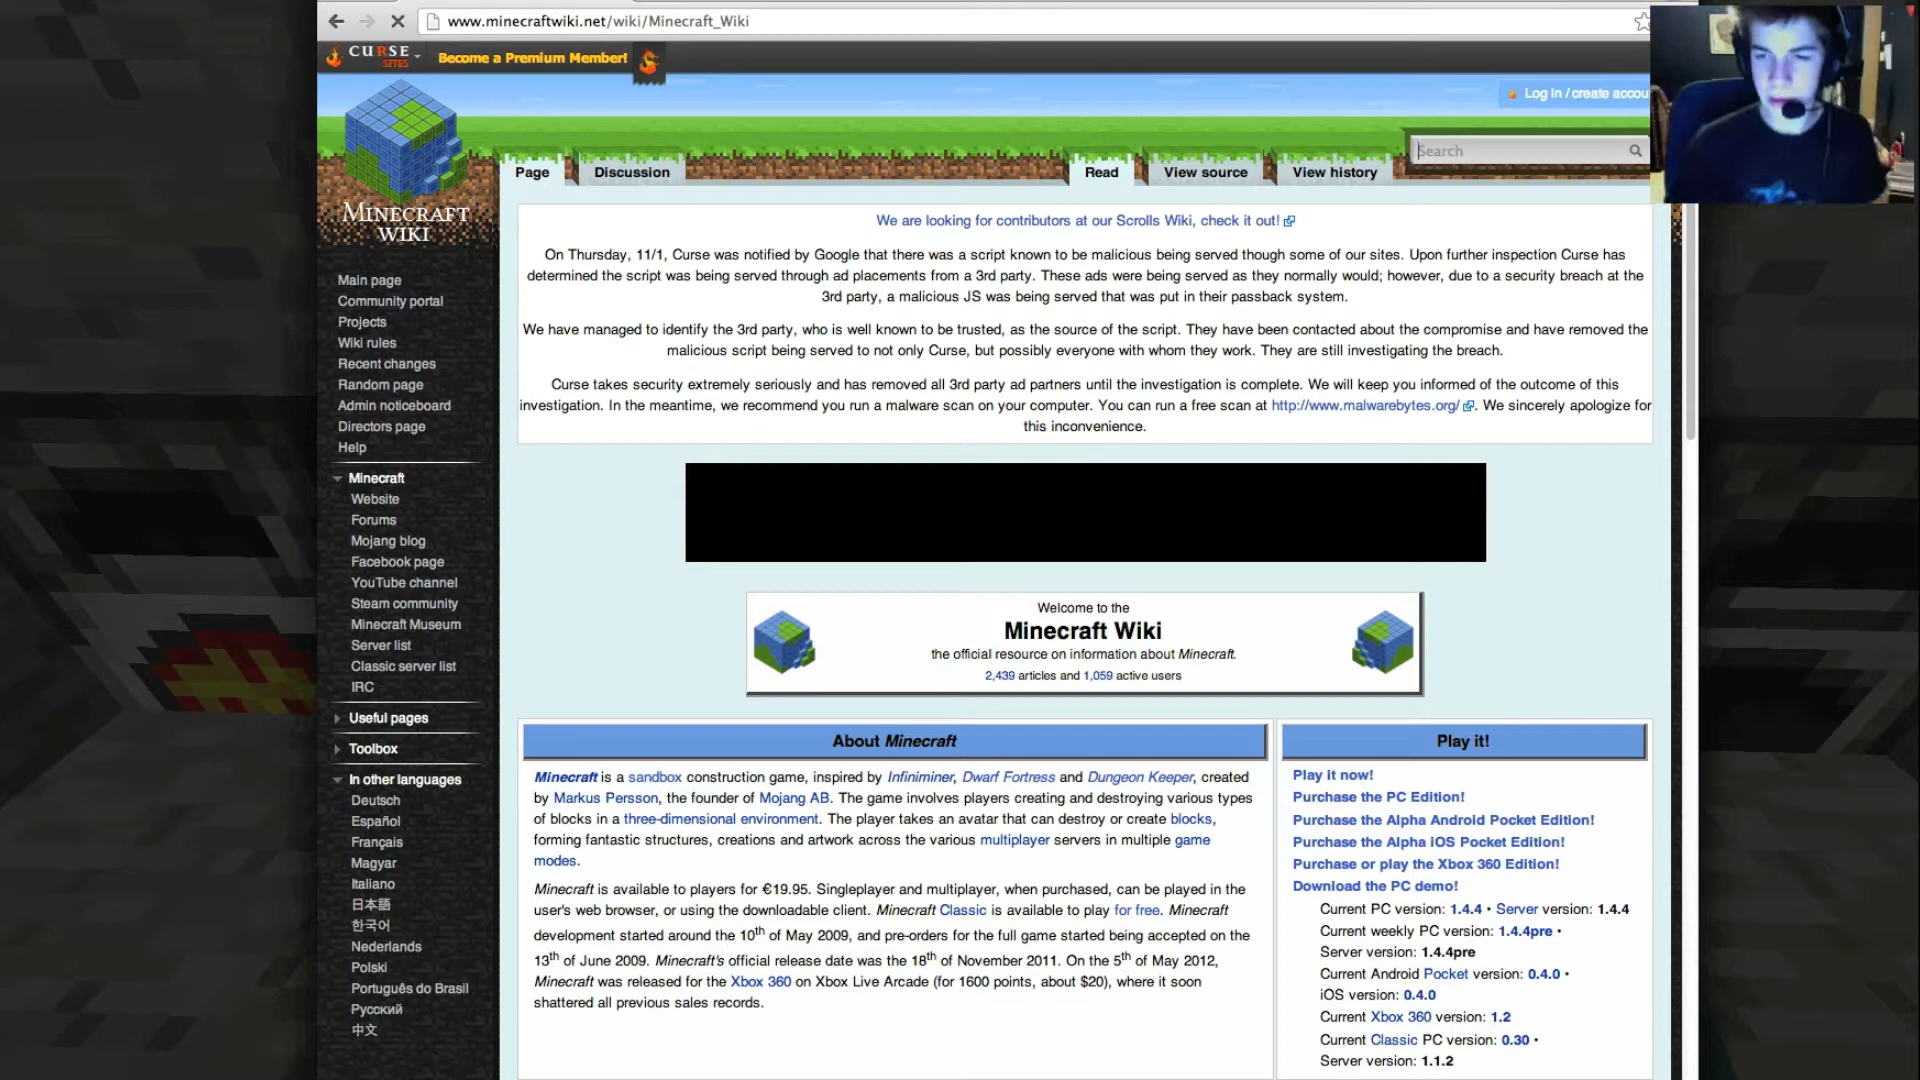 www.minecraftwiki.net/wiki/Minecraft_Wiki
CURSE
SITES
Become a Premium Member!
Log in / create accou
MINECRAFT
WIKI
Page
Discussion
Read
View source
View history
Search
We are looking for contributors at our Scrolls Wiki, check it out!
On Thursday, 11/1, Curse was notified by Google that there was a script known to be malicious being served though some of our sites. Upon further inspection Curse has
determined the script was being served through ad placements from a 3rd party. These ads were being served as they normally would; however, due to a security breach at the
3rd party, a malicious JS was being served that was put in their passback system.
We have managed to identify the 3rd party, who is well known to be trusted, as the source of the script. They have been contacted about the compromise and have removed the
malicious script being served to not only Curse, but possibly everyone with whom they work. They are still investigating the breach.
Curse takes security extremely seriously and has removed all 3rd party ad partners until the investigation is complete. We will keep you informed of the outcome of this
investigation. In the meantime, we recommend you run a malware scan on your computer. You can run a free scan at http://www.malwarebytes.org/. We sincerely apologize for
this inconvenience.
Main page
Community portal
Projects
Wiki rules
Recent changes
Random page
Admin noticeboard
Directors page
Help
Minecraft
Website
Forums
Mojang blog
Facebook page
YouTube channel
Steam community
Minecraft Museum
Server list
Classic server list
IRC
Useful pages
Toolbox
In other languages
Deutsch
Español
Français
Magyar
Italiano
日本語
한국어
Nederlands
Polski
Português do Brasil
Русский
中文
Welcome to the
Minecraft Wiki
the official resource on information about Minecraft.
2,439 articles and 1,059 active users
About Minecraft
Minecraft is a sandbox construction game, inspired by Infiniminer, Dwarf Fortress and Dungeon Keeper, created
by Markus Persson, the founder of Mojang AB. The game involves players creating and destroying various types
of blocks in a three-dimensional environment. The player takes an avatar that can destroy or create blocks,
forming fantastic structures, creations and artwork across the various multiplayer servers in multiple game
modes.
Minecraft is available to players for €19.95. Singleplayer and multiplayer, when purchased, can be played in the
user's web browser, or using the downloadable client. Minecraft Classic is available to play for free. Minecraft
development started around the 10th of May 2009, and pre-orders for the full game started being accepted on the
13th of June 2009. Minecraft's official release date was the 18th of November 2011. On the 5th of May 2012,
Minecraft was released for the Xbox 360 on Xbox Live Arcade (for 1600 points, about $20), where it soon
shattered all previous sales records.
Play it!
Play it now!
Purchase the PC Edition!
Purchase the Alpha Android Pocket Edition!
Purchase the Alpha iOS Pocket Edition!
Purchase or play the Xbox 360 Edition!
Download the PC demo!
Current PC version: 1.4.4 • Server version: 1.4.4
Current weekly PC version: 1.4.4pre •
Server version: 1.4.4pre
Current Android Pocket version: 0.4.0 •
iOS version: 0.4.0
Current Xbox 360 version: 1.2
Current Classic PC version: 0.30 •
Server version: 1.1.2